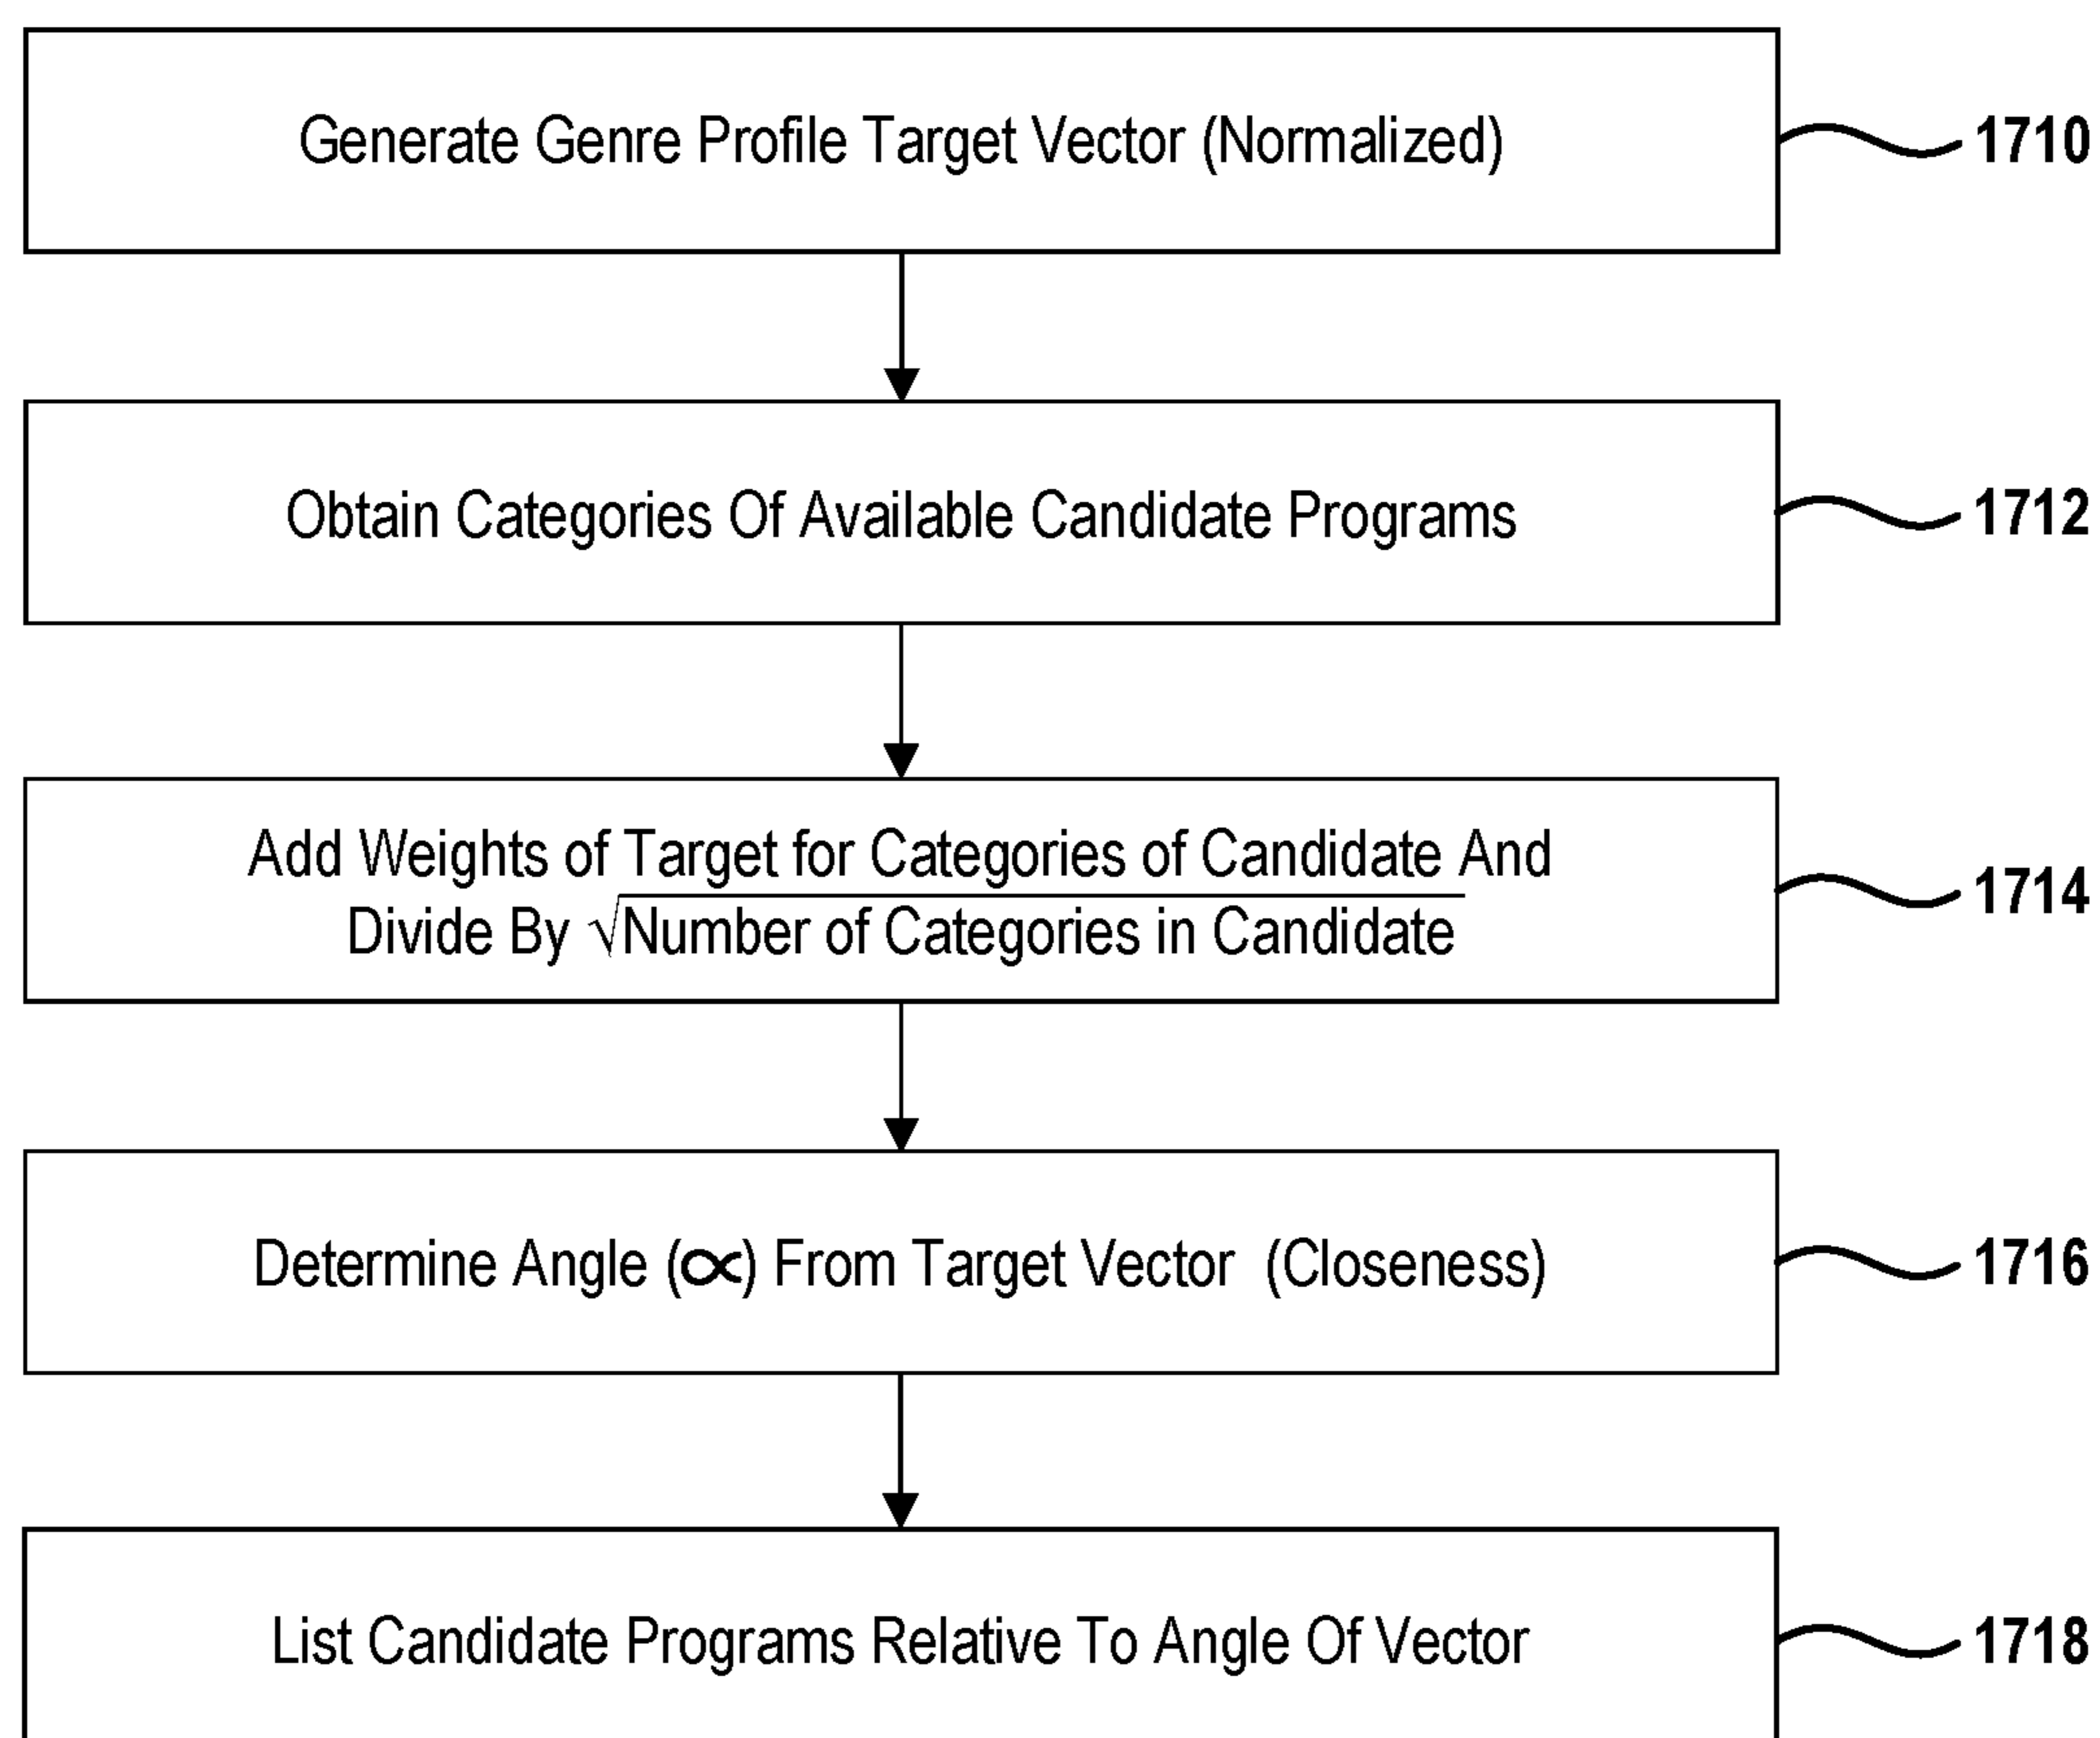 Generate Genre Profile Target Vector (Normalized)
1710
Obtain Categories Of Available Candidate Programs
1712
Add Weights of Target for Categories of Candidate And
Divide By √Number of Categories in Candidate
1714
Determine Angle (∝) From Target Vector (Closeness)
1716
List Candidate Programs Relative To Angle Of Vector
1718